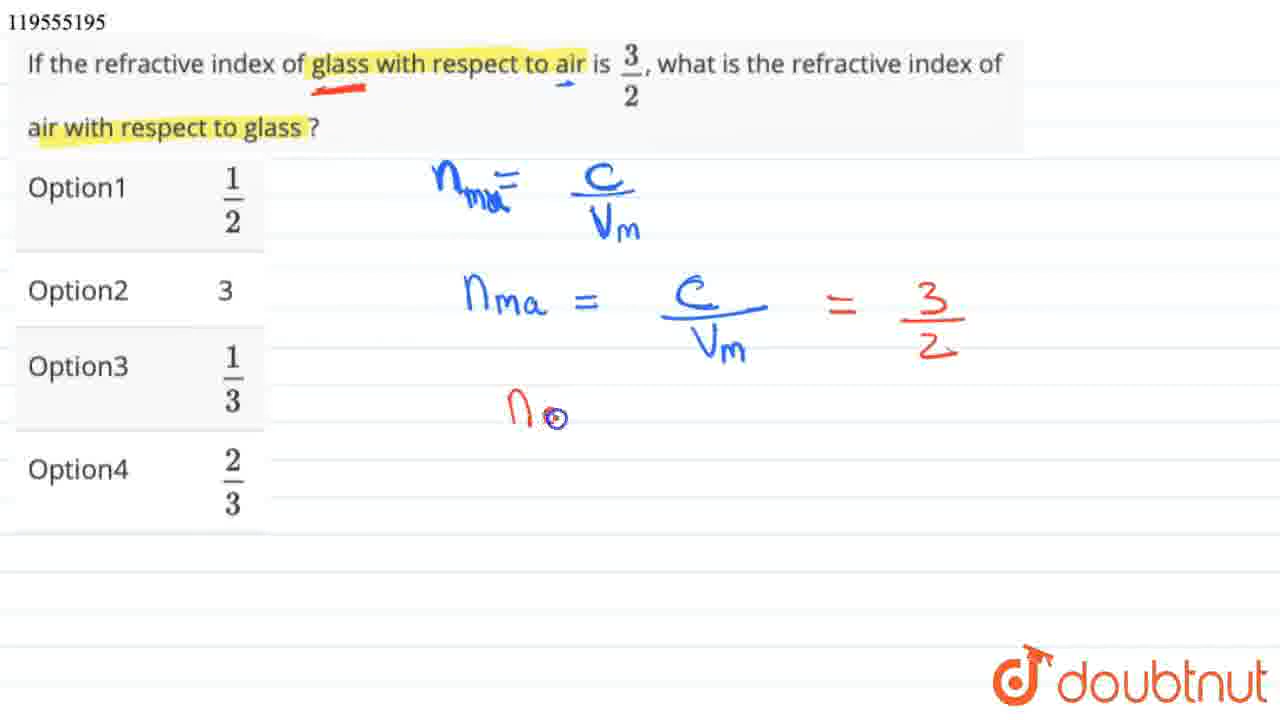 119555195
If the refractive index of glass with respect to air is 3/2, what is the refractive index of
air with respect to glass ?
Option1 1/2
Option2 3
Option3 1/3
Option4 2/3
n_ma = C/V_m
n_ma = C/V_m = 3/2
n
doubtnut